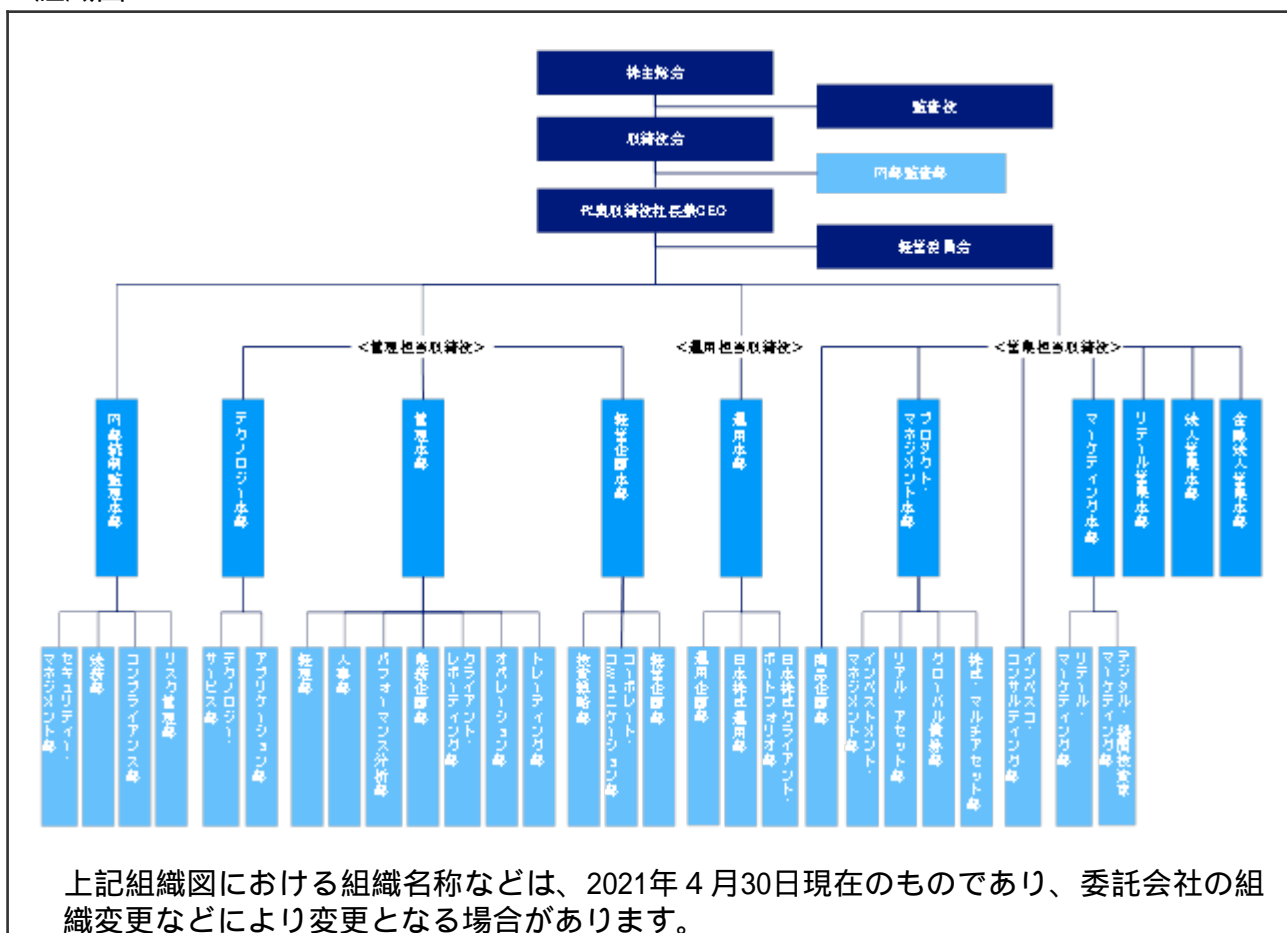 株主総会
監査役
取締役会
内部監査部
代表取締役社長兼CEO
経営委員会
<管理担当取締役>
<運用担当取締役>
<営業担当取締役>
内部統制監理本部
テクノロジー本部
管理本部
経営企画本部
運用本部
プロダクト・
マネジメント本部
マーケティング本部
リテール営業本部
法人営業本部
金融法人営業本部
セキュリティー・
マネジメント部
法務部
コンプライアンス部
リスク管理部
テクノロジー・
サービス部
アプリケーション部
経理部
人事部
パフォーマンス分析部
業務企画部
クライアント・
レポーティング部
オペレーション部
トレーディング部
投資戦略部
コーポレート・
コミュニケーション部
経営企画部
運用企画部
日本株式運用部
日本株式クライアント・
ポートフォリオ部
商品企画部
インベストメント・
マネジメント部
リアル・アセット部
グローバル債券部
株式・マルチアセット部
インベスコ・
コンサルティング部
リテール・
マーケティング部
デジタル・機関投資家
マーケティング部
上記組織図における組織名称などは、2021年4月30日現在のものであり、委託会社の組
織変更などにより変更となる場合があります。